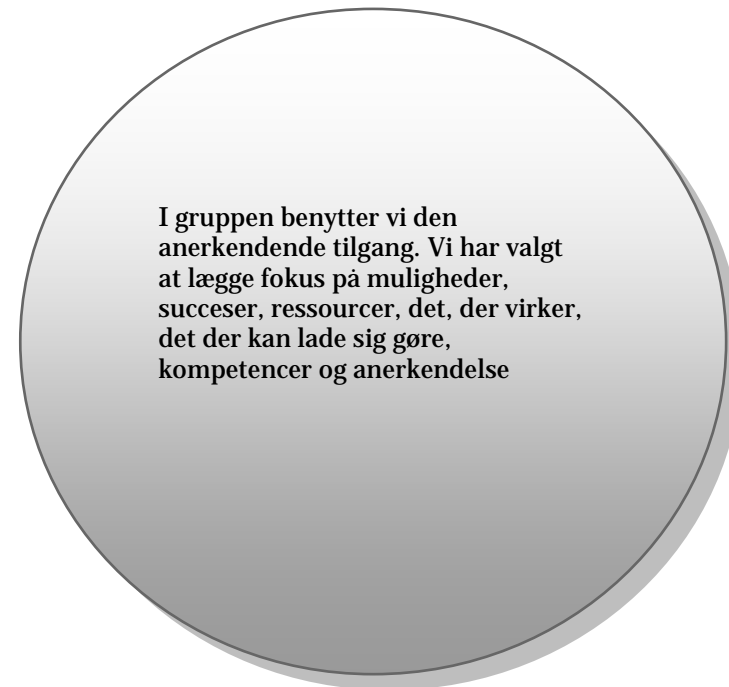 I gruppen benytter vi den
anerkendende tilgang. Vi har valgt
at lægge fokus på muligheder,
succeser, ressourcer, det, der virker,
det der kan lade sig gøre,
kompetencer og anerkendelse